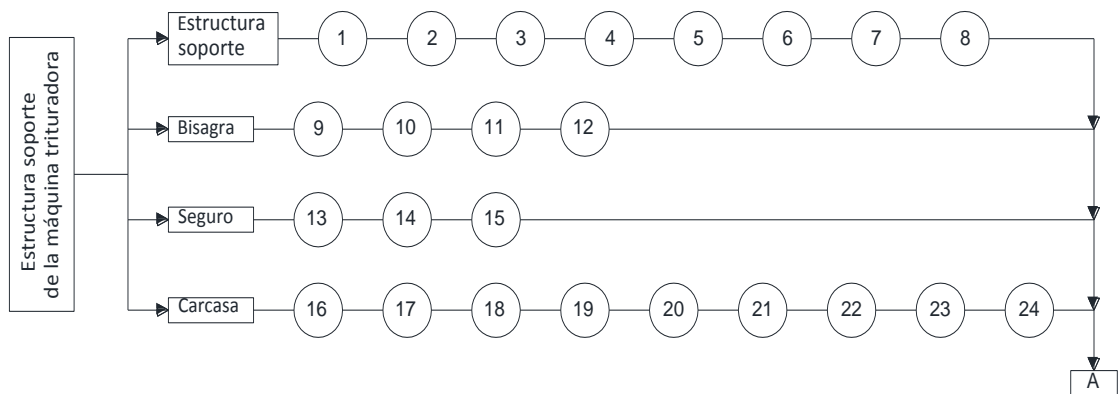 Estructura soporte
de la máquina trituradora
Estructura
soporte
1 2 3 4 5 6 7 8
Bisagra
9 10 11 12
Seguro
13 14 15
Carcasa
16 17 18 19 20 21 22 23 24
A